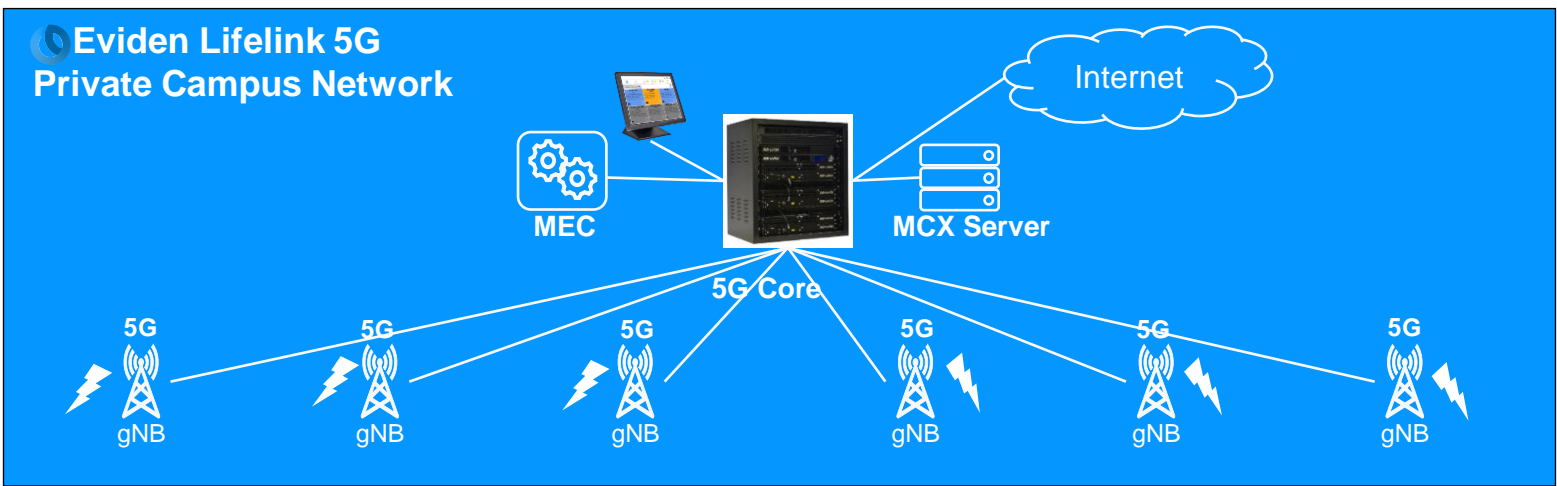 Eviden Lifelink 5G
Private Campus Network
Internet
MEC
MCX Server
5G Core
5G
5G
5G
5G
5G
5G
gNB
gNB
gNB
gNB
gNB
gNB